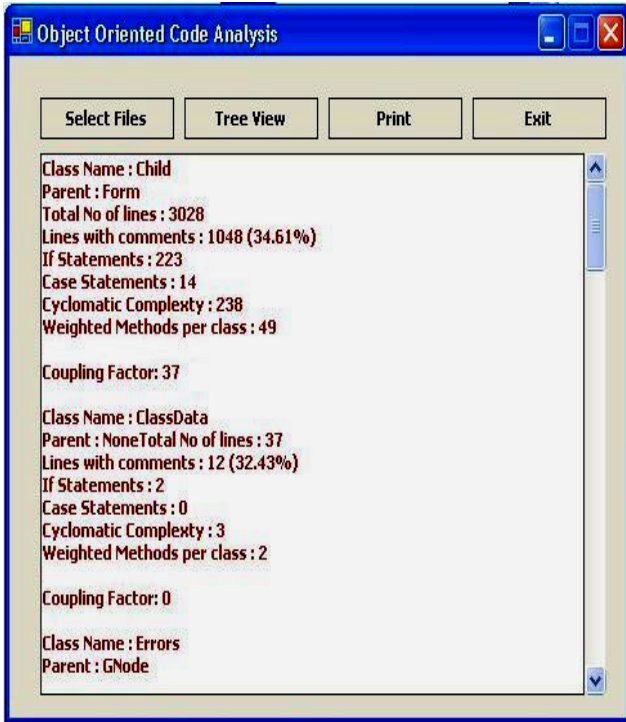 Object Oriented Code Analysis
Select Files Tree View Print Exit
Class Name : Child
Parent : Form
Total No of lines : 3028
Lines with comments : 1048 (34.61%)
If Statements : 223
Case Statements : 14
Cyclomatic Complexty : 238
Weighted Methods per class : 49
Coupling Factor: 37
Class Name : ClassData
Parent : NoneTotal No of lines : 37
Lines with comments : 12 (32.43%)
If Statements : 2
Case Statements : 0
Cyclomatic Complexty : 3
Weighted Methods per class : 2
Coupling Factor: 0
Class Name : Errors
Parent : GNode